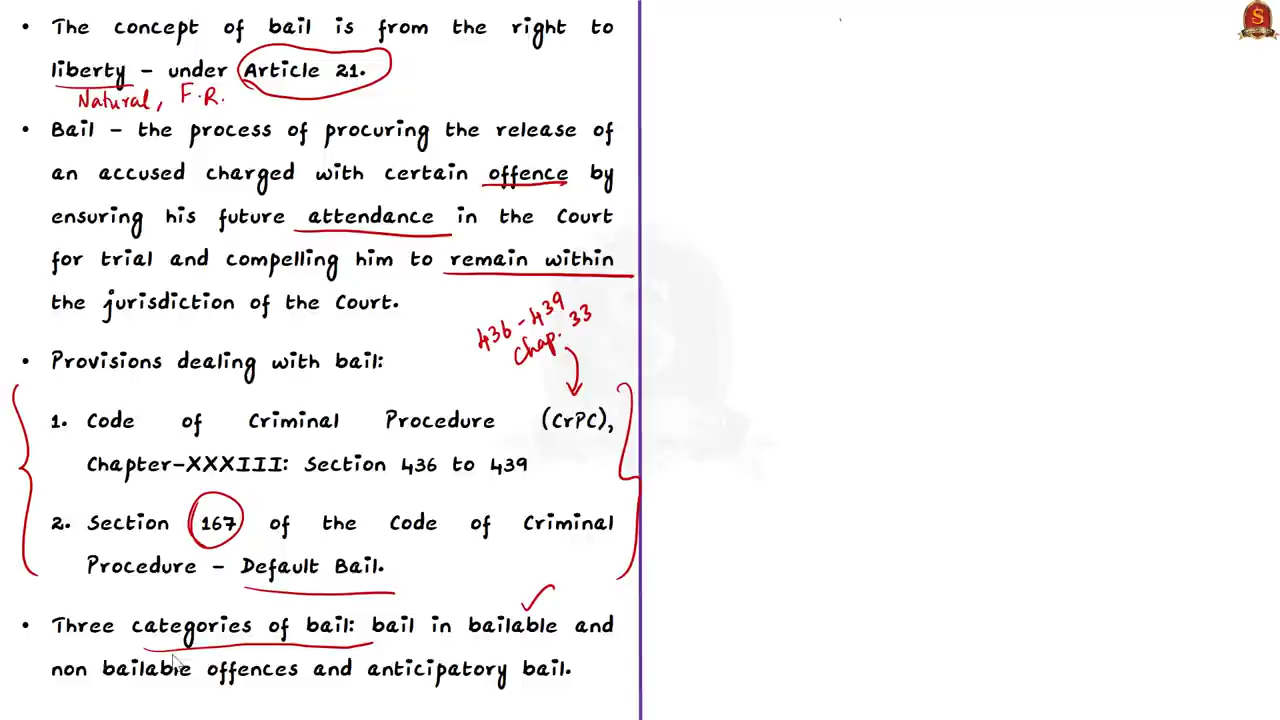 • The concept of bail is from the right to
liberty – under Article 21.
Natural, F.R.
• Bail – the process of procuring the release of
an accused charged with certain offence by
ensuring his future attendance in the Court
for trial and compelling him to remain within
the jurisdiction of the Court.
436-439
Chap. 33
• Provisions dealing with bail:
1. Code of Criminal Procedure (CrPC),
Chapter-XXXIII: Section 436 to 439
2. Section 167 of the Code of Criminal
Procedure – Default Bail.
• Three categories of bail: bail in bailable and
non bailable offences and anticipatory bail.
S